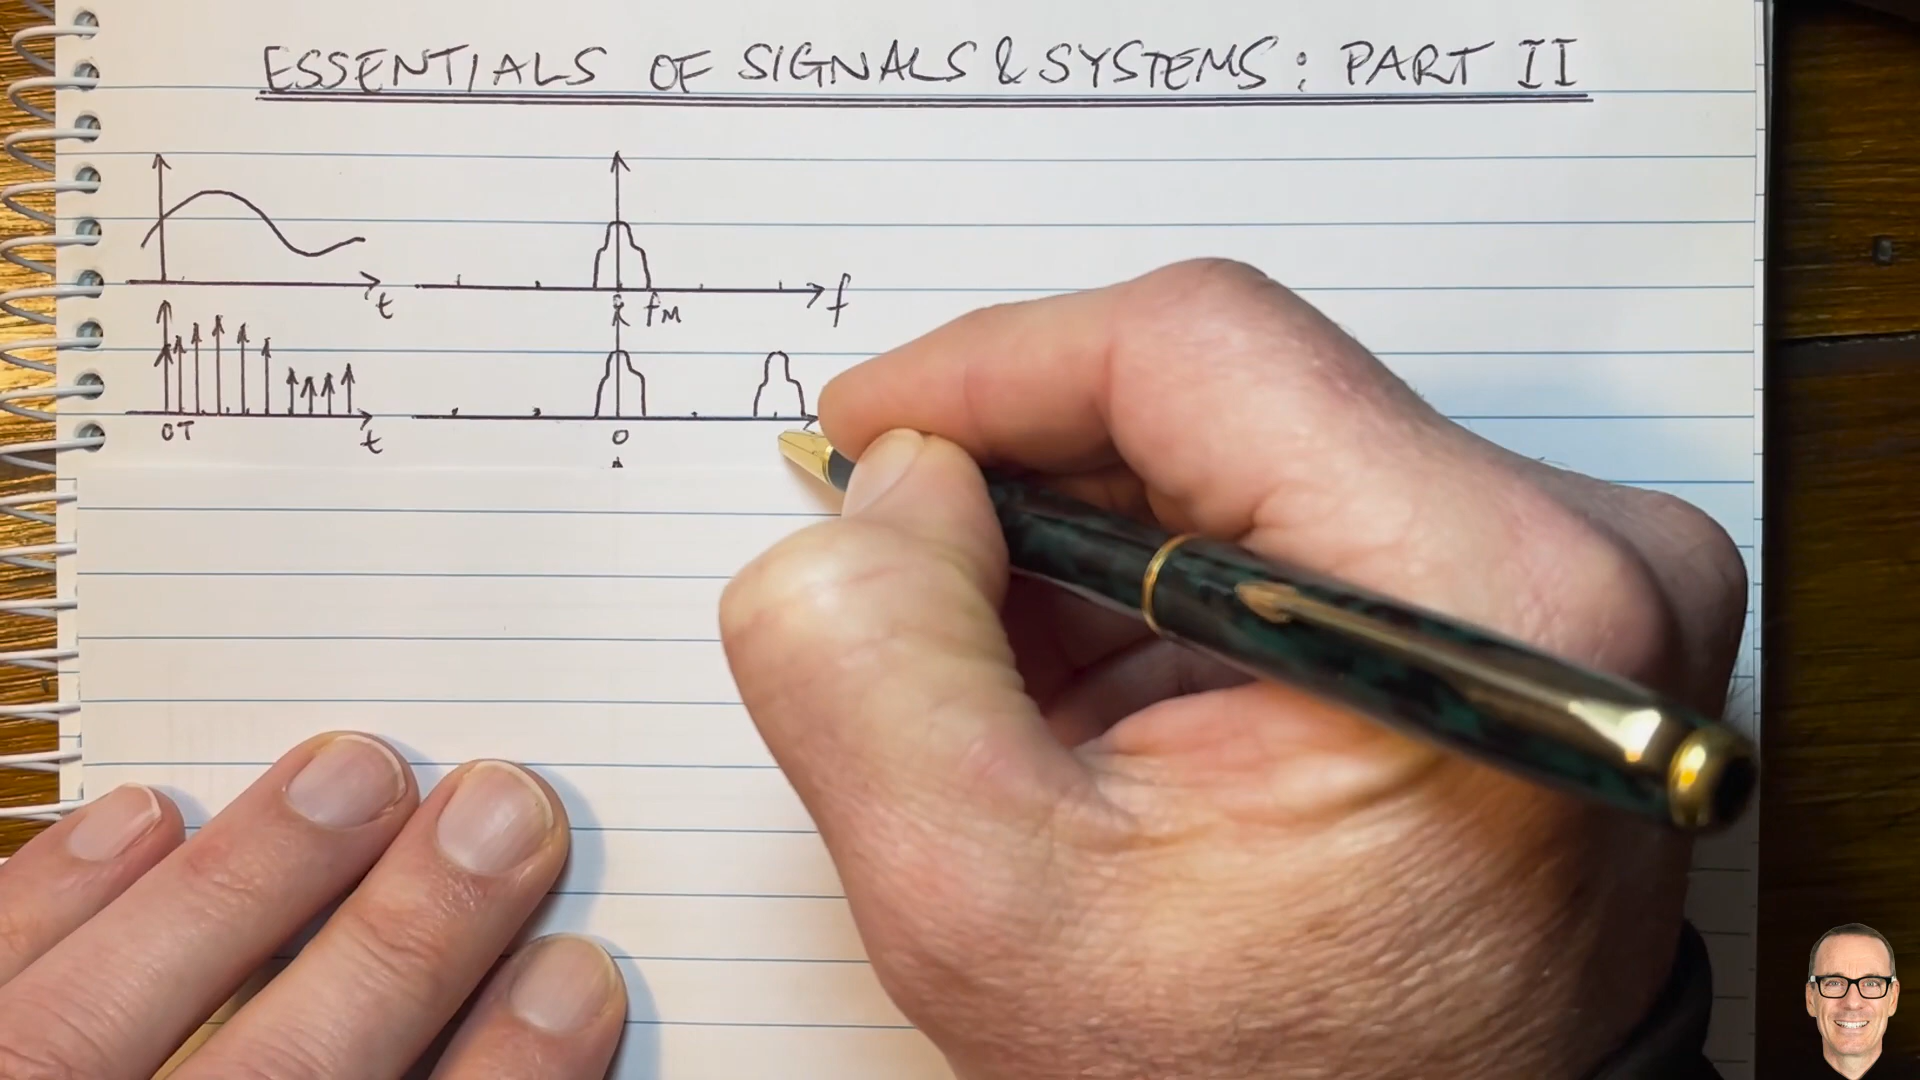 ESSENTIALS OF SIGNALS & SYSTEMS: PART II
t
fM
f
0T
t
0